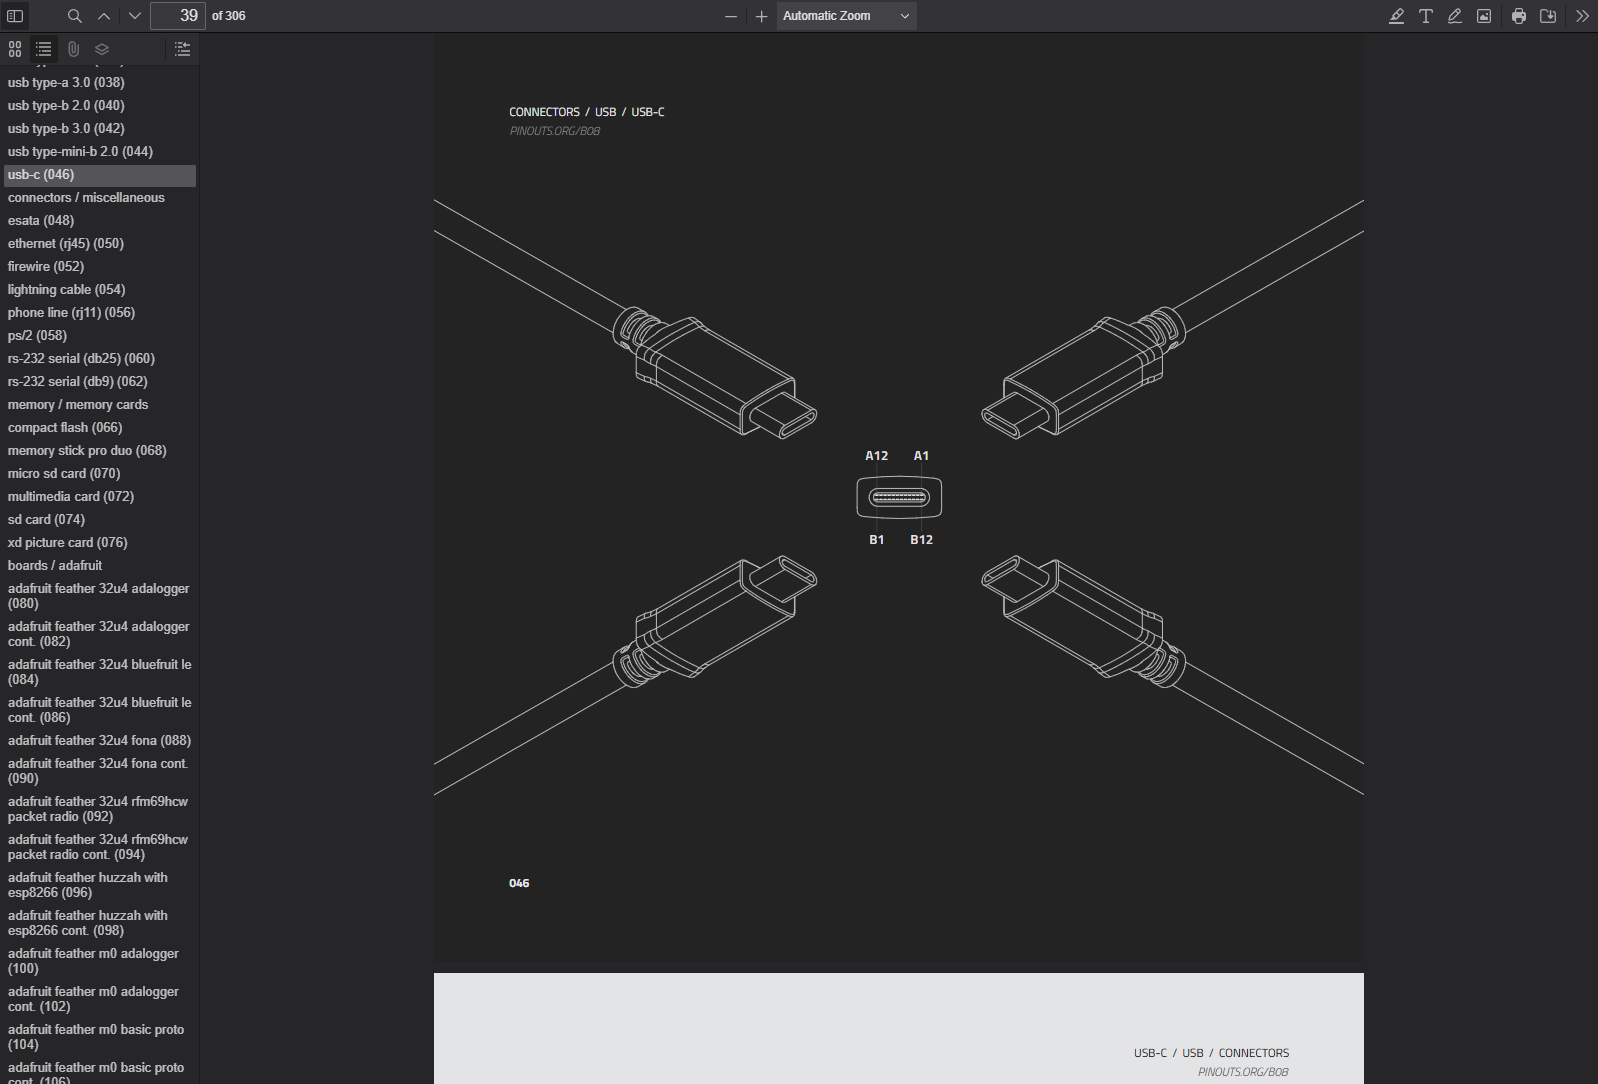 39 of 306
Automatic Zoom
usb type-a 3.0 (038)
usb type-b 2.0 (040)
usb type-b 3.0 (042)
usb type-mini-b 2.0 (044)
usb-c (046)
connectors / miscellaneous
esata (048)
ethernet (rj45) (050)
firewire (052)
lightning cable (054)
phone line (rj11) (056)
ps/2 (058)
rs-232 serial (db25) (060)
rs-232 serial (db9) (062)
memory / memory cards
compact flash (066)
memory stick pro duo (068)
micro sd card (070)
multimedia card (072)
sd card (074)
xd picture card (076)
boards / adafruit
adafruit feather 32u4 adalogger
(080)
adafruit feather 32u4 adalogger
cont. (082)
adafruit feather 32u4 bluefruit le
(084)
adafruit feather 32u4 bluefruit le
cont. (086)
adafruit feather 32u4 fona (088)
adafruit feather 32u4 fona cont.
(090)
adafruit feather 32u4 rfm69hcw
packet radio (092)
adafruit feather 32u4 rfm69hcw
packet radio cont. (094)
adafruit feather huzzah with
esp8266 (096)
adafruit feather huzzah with
esp8266 cont. (098)
adafruit feather m0 adalogger
(100)
adafruit feather m0 adalogger
cont. (102)
adafruit feather m0 basic proto
(104)
adafruit feather m0 basic proto
cont. (106)
CONNECTORS / USB / USB-C
PINOUTS.ORG/B08
A12 A1
B1 B12
046
USB-C / USB / CONNECTORS
PINOUTS.ORG/B08